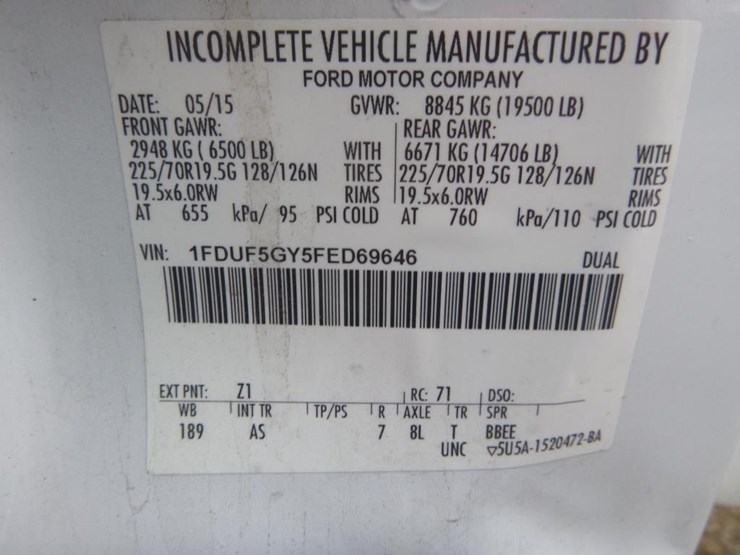 INCOMPLETE VEHICLE MANUFACTURED BY
FORD MOTOR COMPANY
DATE: 05/15 GVWR: 8845 KG (19500 LB)
FRONT GAWR: REAR GAWR:
2948 KG ( 6500 LB) WITH 6671 KG (14706 LB) WITH
225/70R19.5G 128/126N TIRES 225/70R19.5G 128/126N TIRES
19.5x6.0RW RIMS 19.5x6.0RW RIMS
AT 655 kPa/ 95 PSI COLD AT 760 kPa/110 PSI COLD
VIN: 1FDUF5GY5FED69646 DUAL
EXT PNT: Z1 RC: 71 DSO:
WB INT TR TP/PS R AXLE TR SPR
189 AS 7 8L T BBEE
UNC ▽5U5A-1520472-BA